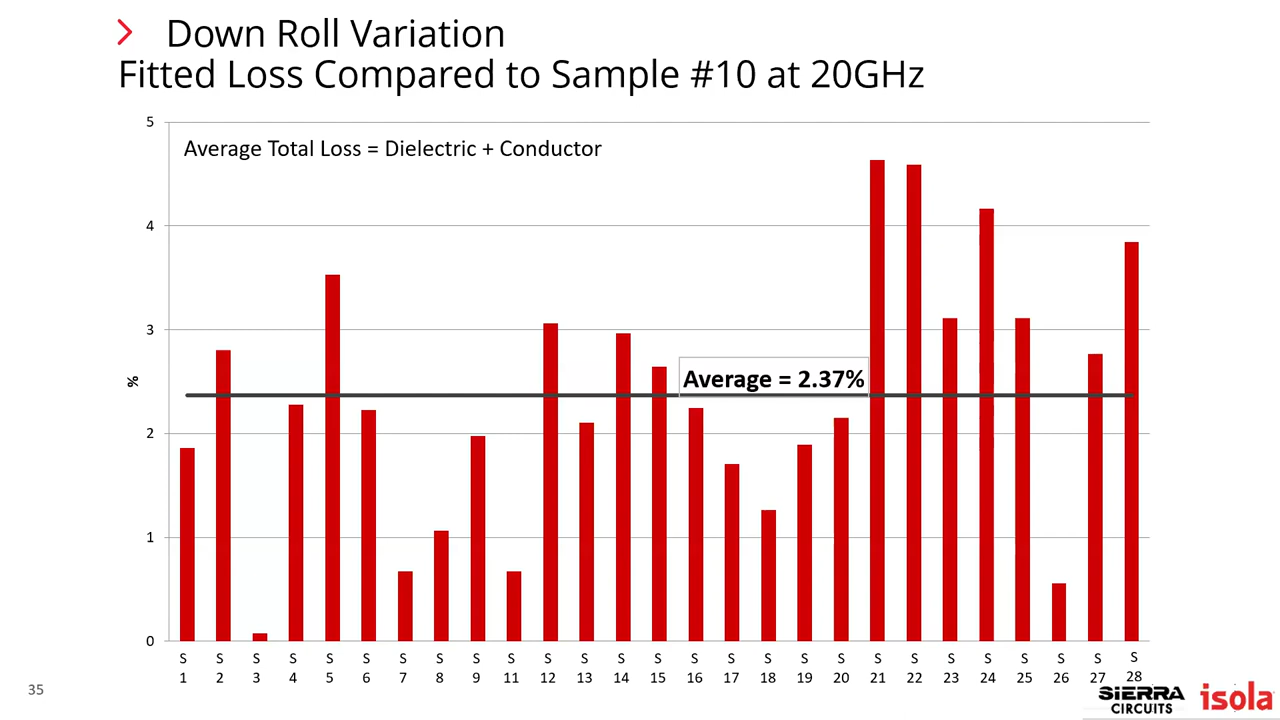 Down Roll Variation
Fitted Loss Compared to Sample #10 at 20GHz
5
Average Total Loss = Dielectric + Conductor
4
3
Average = 2.37%
%
2
1
0
S S S S S S S S S S S S S S S S S S S S S S S S S S S
1 2 3 4 5 6 7 8 9 11 12 13 14 15 16 17 18 19 20 21 22 23 24 25 26 27 28
35
SIERRA
CIRCUITS
isola